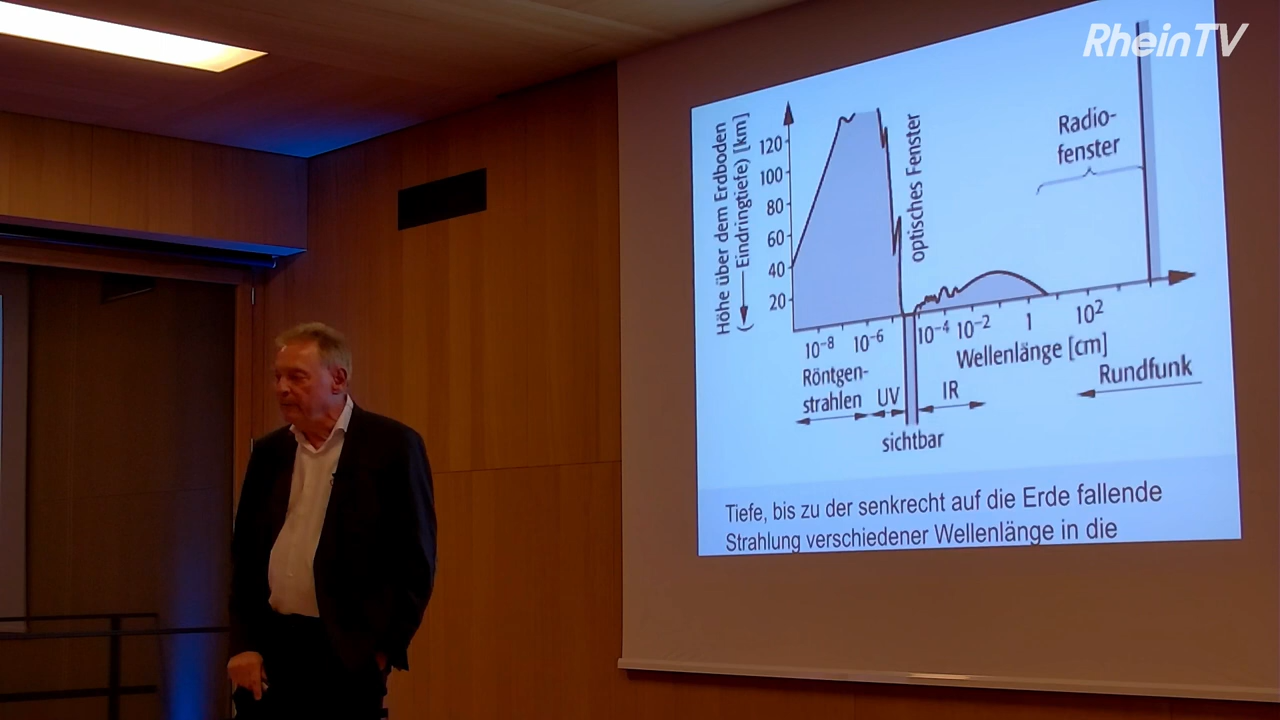 RheinTV
Höhe über dem Erdboden
(← Eindringtiefe) [km]
120
100
80
60
40
20
optisches Fenster
Radio-
fenster
10⁻⁸
10⁻⁶
10⁻⁴
10⁻²
1
10²
Wellenlänge [cm]
Röntgen-
strahlen
UV
IR
Rundfunk
sichtbar
Tiefe, bis zu der senkrecht auf die Erde fallende
Strahlung verschiedener Wellenlänge in die